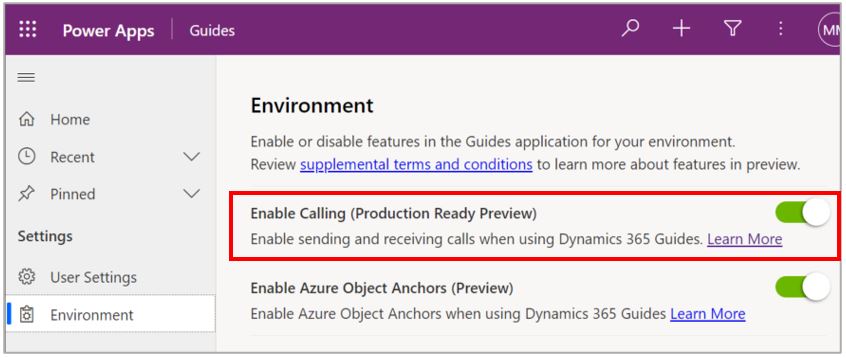 Power Apps
Guides
MM
Home
Recent
Pinned
Settings
User Settings
Environment
Environment
Enable or disable features in the Guides application for your environment.
Review supplemental terms and conditions to learn more about features in preview.
Enable Calling (Production Ready Preview)
Enable sending and receiving calls when using Dynamics 365 Guides. Learn More
Enable Azure Object Anchors (Preview)
Enable Azure Object Anchors when using Dynamics 365 Guides Learn More